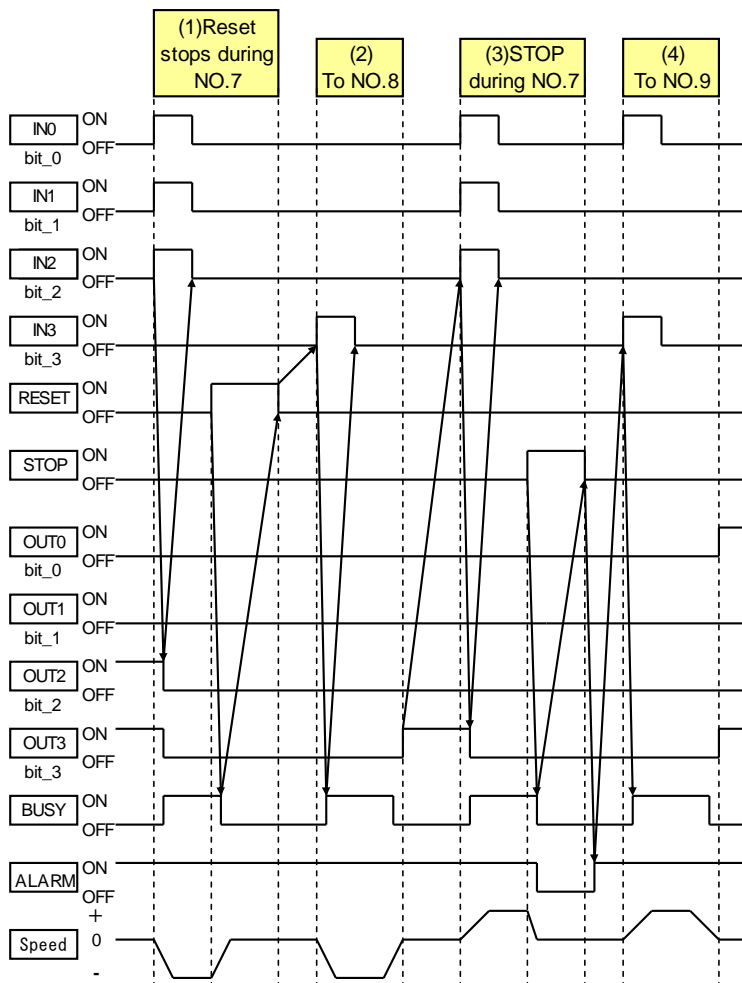 (1)Reset
stops during
NO.7
(2)
To NO.8
(3)STOP
during NO.7
(4)
To NO.9
IN0
ON
OFF
bit_0
IN1
ON
OFF
bit_1
IN2
ON
OFF
bit_2
IN3
ON
OFF
bit_3
RESET
ON
OFF
STOP
ON
OFF
OUT0
ON
OFF
bit_0
OUT1
ON
OFF
bit_1
OUT2
ON
OFF
bit_2
OUT3
ON
OFF
bit_3
BUSY
ON
OFF
ALARM
ON
OFF
Speed
+
0
-